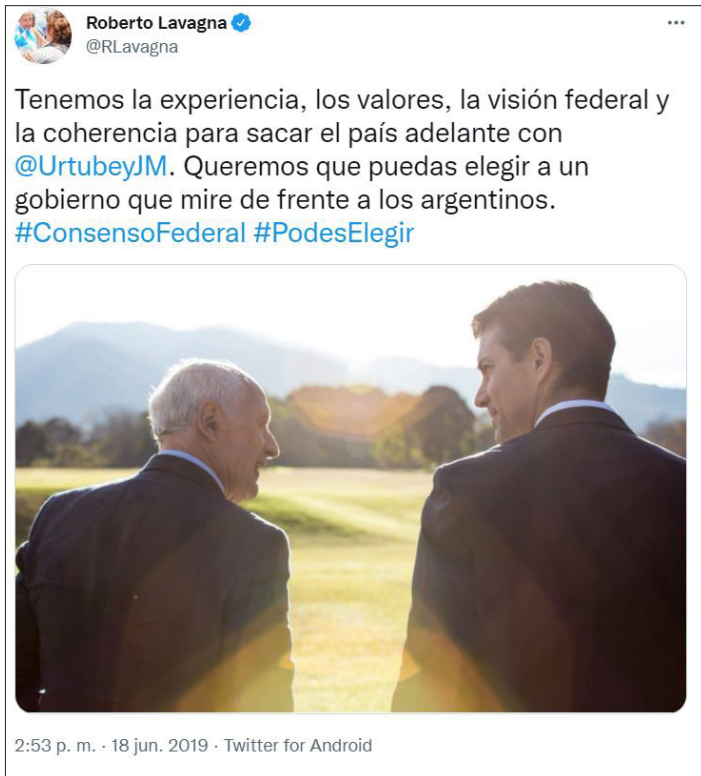 Roberto Lavagna
@RLavagna
Tenemos la experiencia, los valores, la visión federal y
la coherencia para sacar el país adelante con
@UrtubeyJM. Queremos que puedas elegir a un
gobierno que mire de frente a los argentinos.
#ConsensoFederal #PodesElegir
2:53 p. m. · 18 jun. 2019 · Twitter for Android